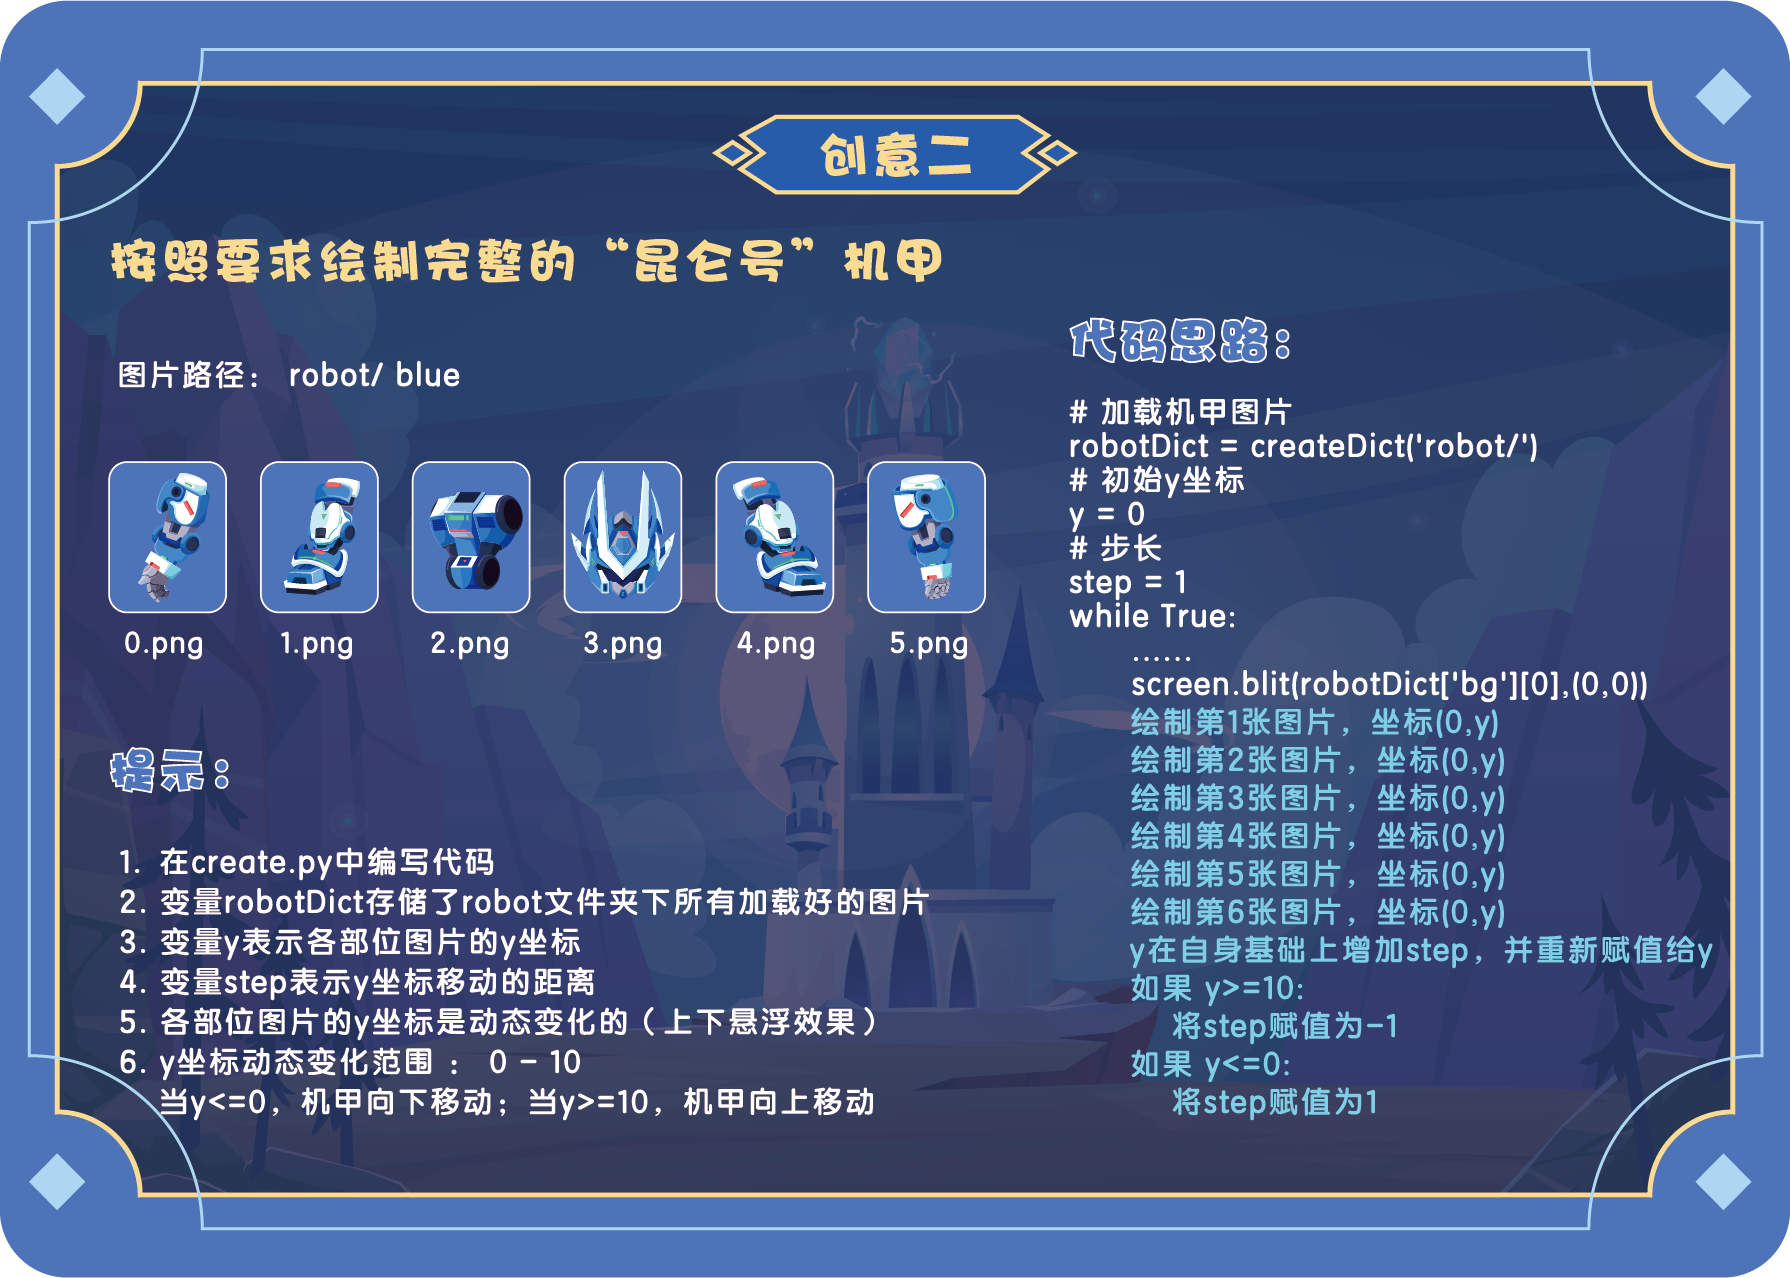 创意二
按照要求绘制完整的“昆仑号”机甲
图片路径： robot/ blue
0.png 1.png 2.png 3.png 4.png 5.png
提示：
1. 在create.py中编写代码
2. 变量robotDict存储了robot文件夹下所有加载好的图片
3. 变量y表示各部位图片的y坐标
4. 变量step表示y坐标移动的距离
5. 各部位图片的y坐标是动态变化的（上下悬浮效果）
6. y坐标动态变化范围 ： 0 - 10
当y<=0，机甲向下移动；当y>=10，机甲向上移动
代码思路：
# 加载机甲图片
robotDict = createDict('robot/')
# 初始y坐标
y = 0
# 步长
step = 1
while True:
......
screen.blit(robotDict['bg'][0],(0,0))
绘制第1张图片，坐标(0,y)
绘制第2张图片，坐标(0,y)
绘制第3张图片，坐标(0,y)
绘制第4张图片，坐标(0,y)
绘制第5张图片，坐标(0,y)
绘制第6张图片，坐标(0,y)
y在自身基础上增加step，并重新赋值给y
如果 y>=10:
将step赋值为-1
如果 y<=0:
将step赋值为1